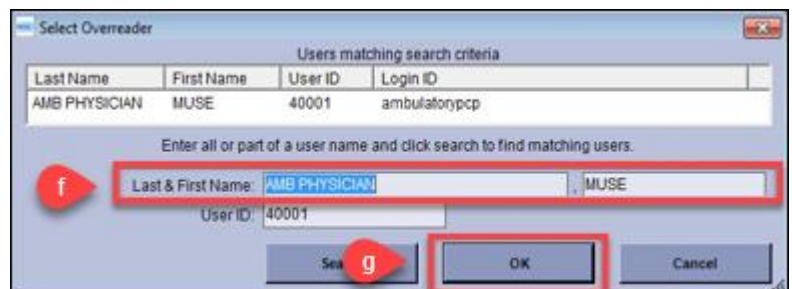 Select Overreader
Users matching search criteria
Last Name First Name User ID Login ID
AMB PHYSICIAN MUSE 40001 ambulatorypcp
Enter all or part of a user name and click search to find matching users.
f Last & First Name: AMB PHYSICIAN , MUSE
User ID: 40001
g OK Cancel